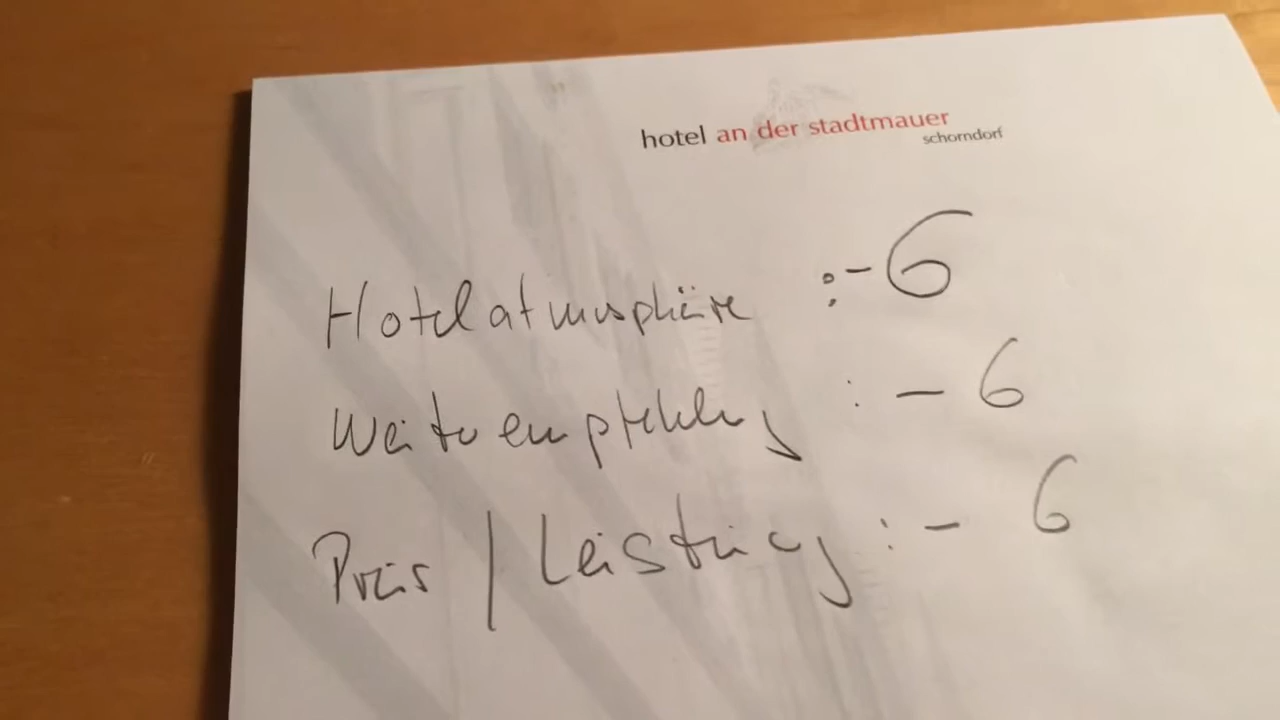 hotel an der stadtmauer
schorndorf
Hotelatmosphäre :-6
Weiterempfehlung : - 6
Preis / Leistung : - 6